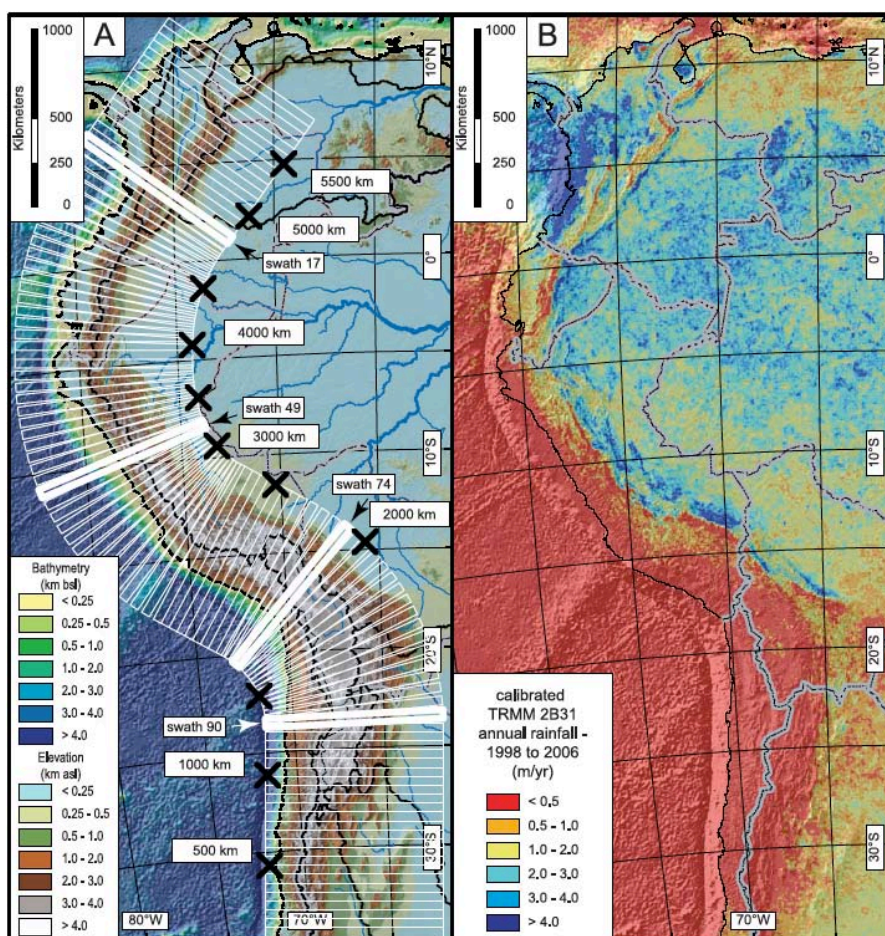 A
1000
500
250
0
Kilometers
10°N
5500 km
5000 km
swath 17
0°
4000 km
swath 49
3000 km
10°S
swath 74
2000 km
Bathymetry
(km bsl)
< 0.25
0.25 - 0.5
0.5 - 1.0
1.0 - 2.0
2.0 - 3.0
3.0 - 4.0
> 4.0
20°S
swath 90
1000 km
Elevation
(km asl)
< 0.25
0.25 - 0.5
0.5 - 1.0
1.0 - 2.0
2.0 - 3.0
3.0 - 4.0
> 4.0
500 km
30°S
80°W
70°W
B
1000
500
250
0
Kilometers
10°N
0°
10°S
20°S
calibrated
TRMM 2B31
annual rainfall -
1998 to 2006
(m/yr)
< 0.5
0.5 - 1.0
1.0 - 2.0
2.0 - 3.0
3.0 - 4.0
> 4.0
30°S
70°W